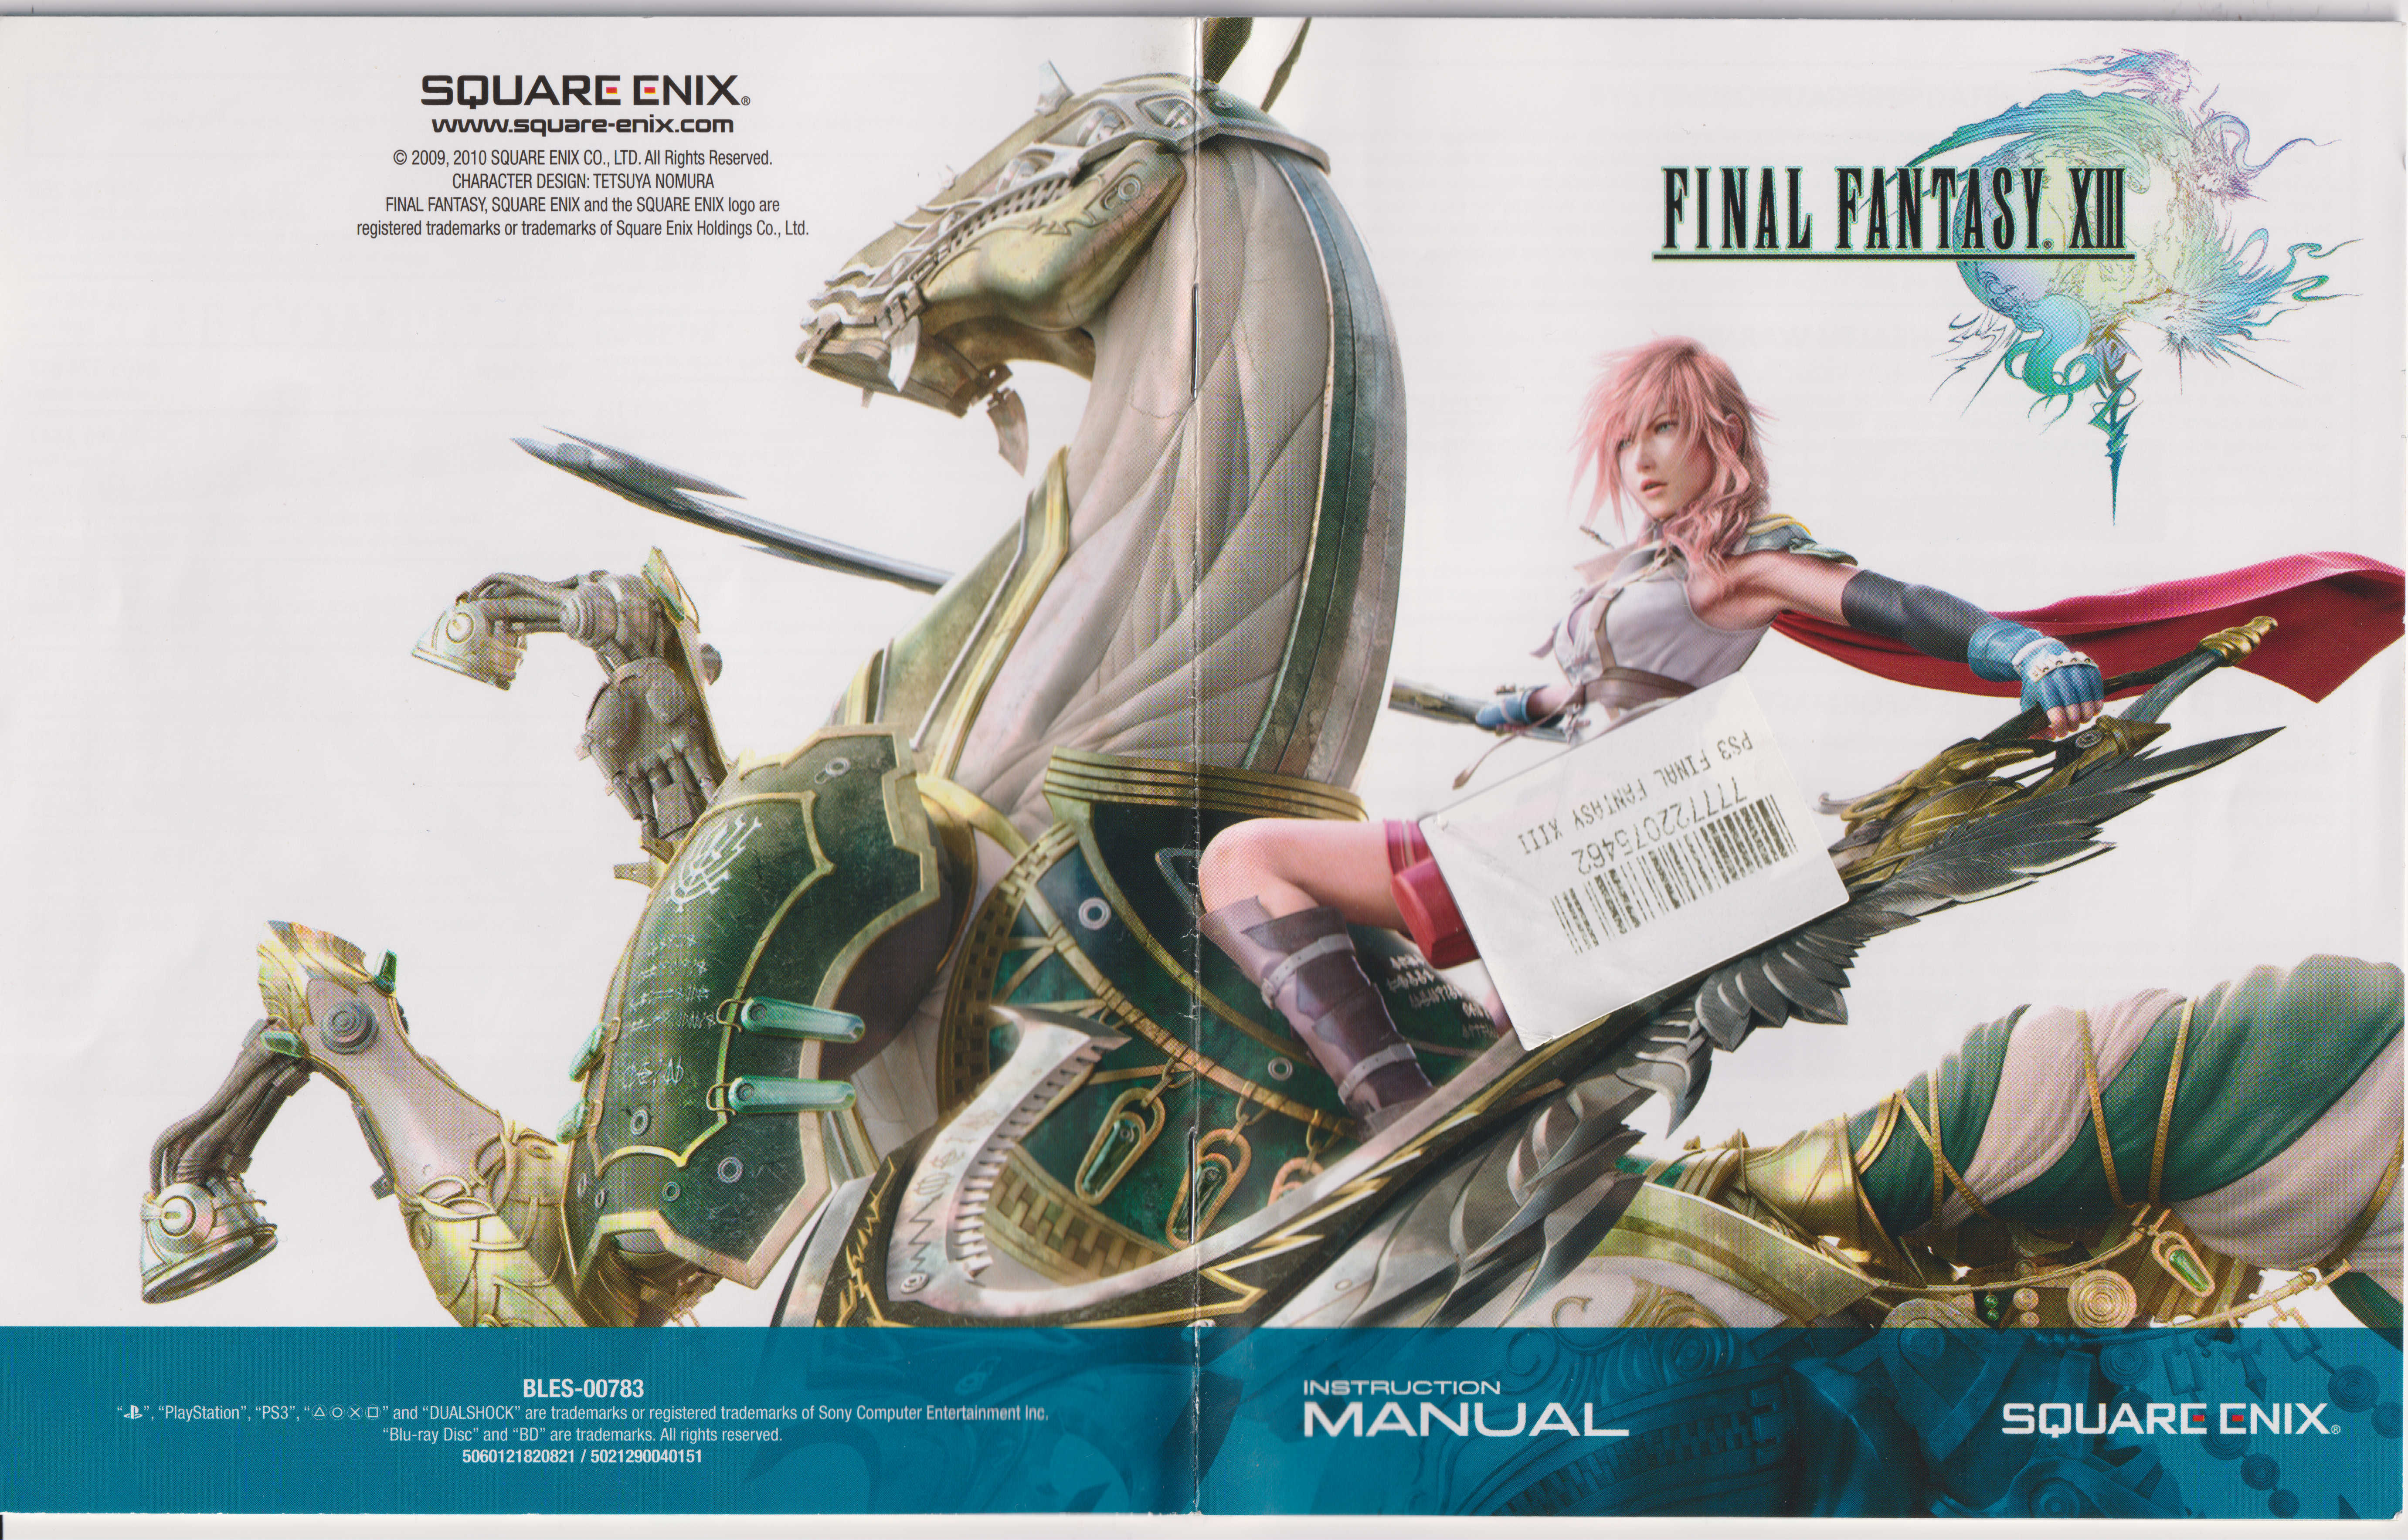 SQUARE ENIX®
www.square-enix.com
© 2009, 2010 SQUARE ENIX CO., LTD. All Rights Reserved.
CHARACTER DESIGN: TETSUYA NOMURA
FINAL FANTASY, SQUARE ENIX and the SQUARE ENIX logo are
registered trademarks or trademarks of Square Enix Holdings Co., Ltd.
BLES-00783
“PS”, “PlayStation”, “PS3”, “△○✕□” and “DUALSHOCK” are trademarks or registered trademarks of Sony Computer Entertainment Inc.
“Blu-ray Disc” and “BD” are trademarks. All rights reserved.
5060121820821 / 5021290040151
FINAL FANTASY® XIII
PS3 FINAL FANTASY XIII
777722075462
INSTRUCTION
MANUAL
SQUARE ENIX®